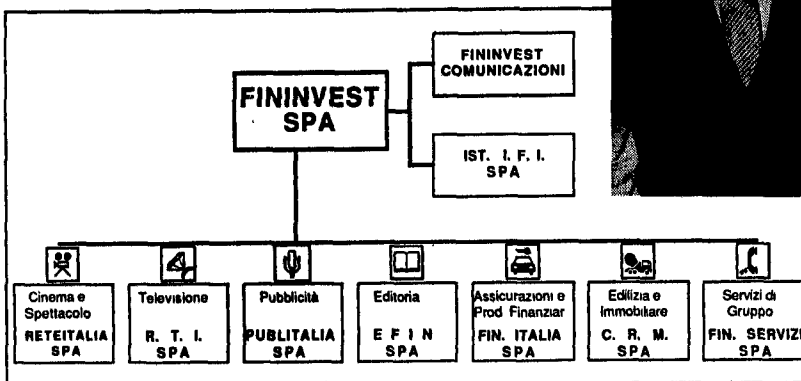 FININVEST
COMUNICAZIONI
FININVEST
SPA
IST. I. F. I.
SPA
Cinema e
Spettacolo
RETEITALIA
SPA
Televisione
R. T. I.
SPA
Pubblicità
PUBLITALIA
SPA
Editoria
E F I N
SPA
Assicurazioni e
Prod Finanziar
FIN. ITALIA
SPA
Edilizia e
Immobiliare
C. R. M.
SPA
Servizi di
Gruppo
FIN. SERVIZI
SPA